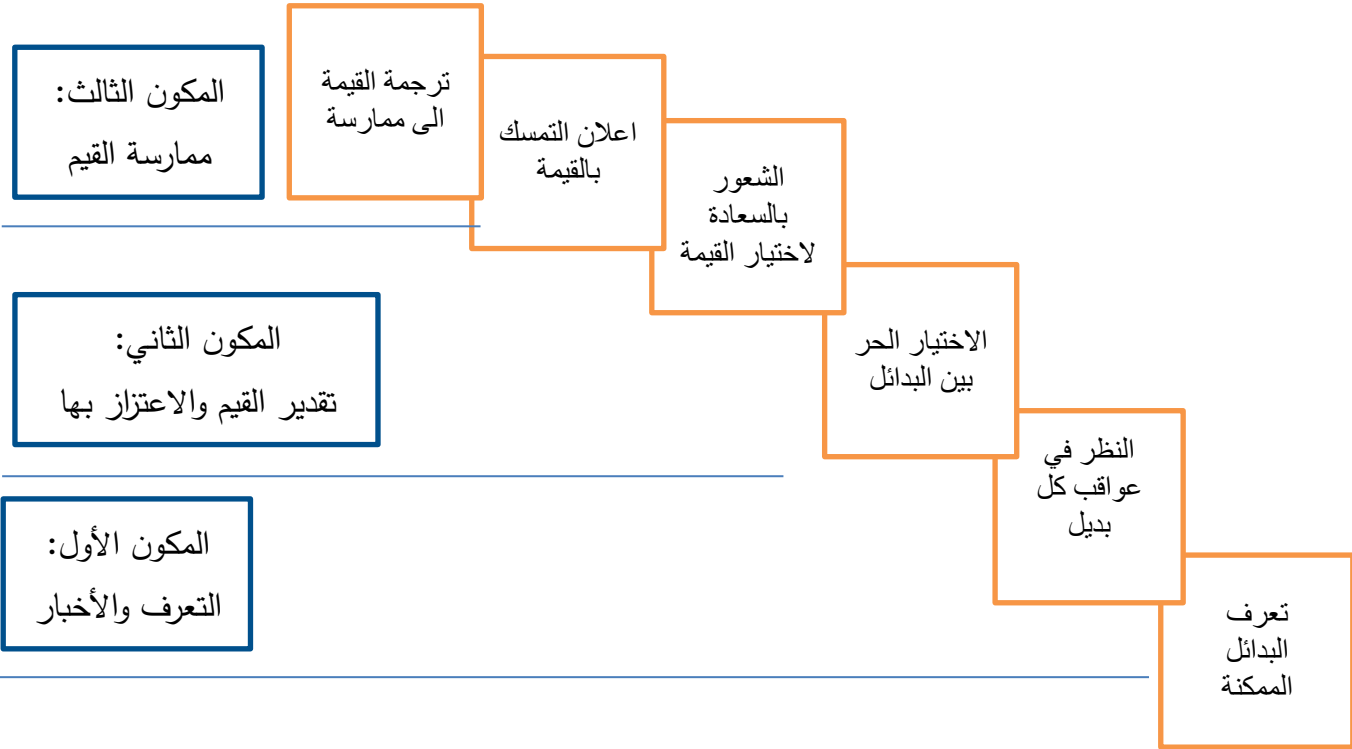 المكون الثالث:
ممارسة القيم
ترجمة القيمة
الى ممارسة
اعلان التمسك
بالقيمة
الشعور
بالسعادة
لاختيار القيمة
المكون الثاني:
تقدير القيم والاعتزاز بها
الاختيار الحر
بين البدائل
النظر في
عواقب كل
بديل
المكون الأول:
التعرف والأخبار
تعرف
البدائل
الممكنة